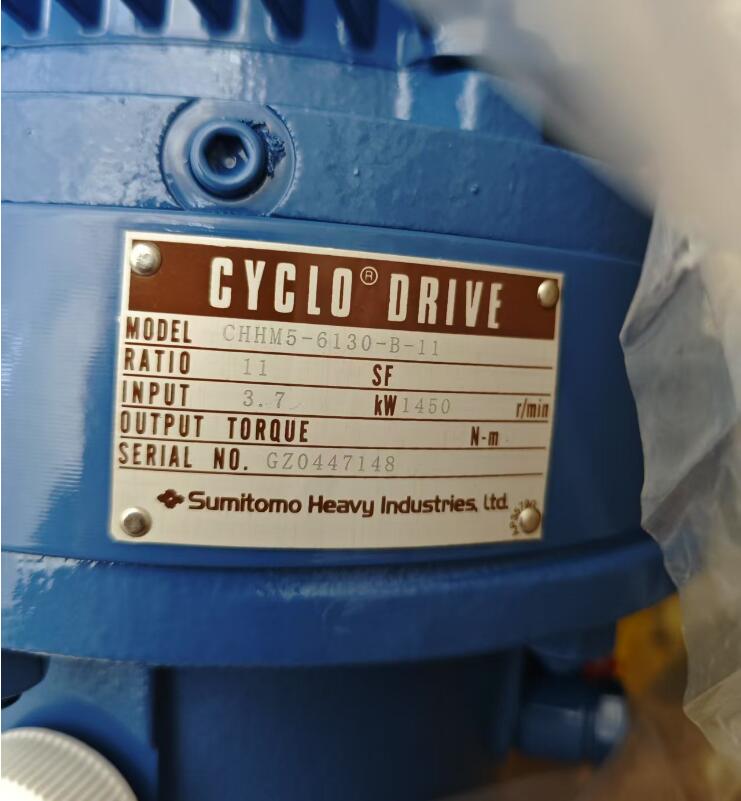 CYCLO® DRIVE
MODEL CHHM5-6130-B-11
RATIO 11 SF
INPUT 3.7 kW 1450 r/min
OUTPUT TORQUE N-m
SERIAL NO. GZ0447148
Sumitomo Heavy Industries, Ltd.